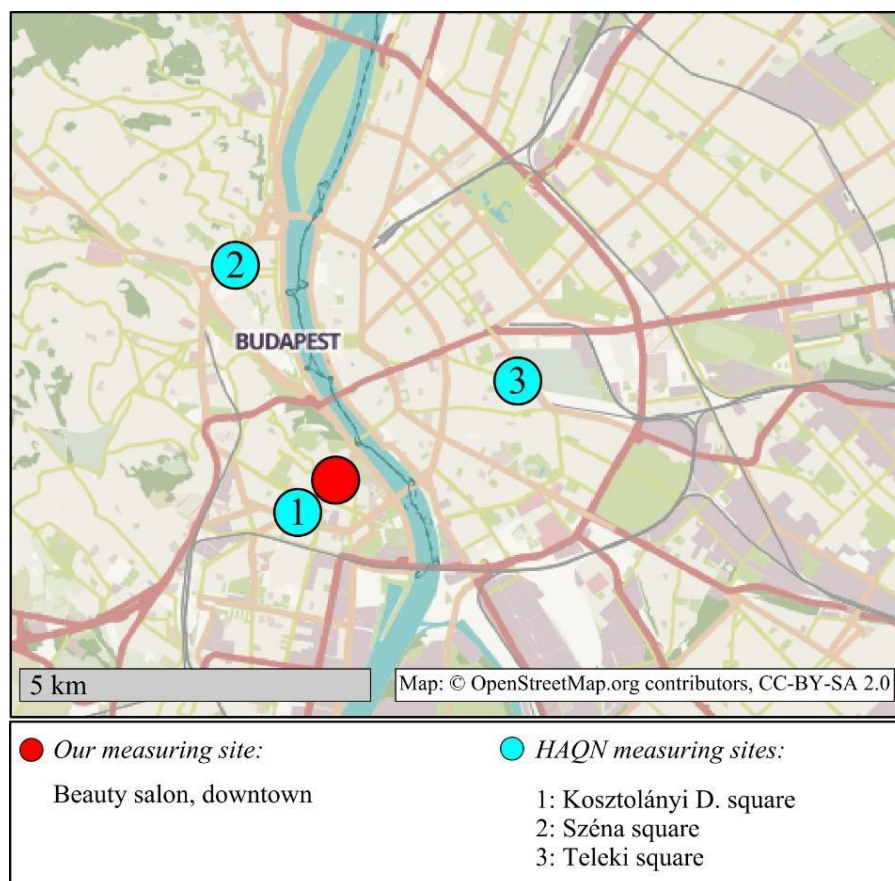 2
BUDAPEST
3
1
5 km
Map: © OpenStreetMap.org contributors, CC-BY-SA 2.0
Our measuring site:
Beauty salon, downtown
HAQN measuring sites:
1: Kosztolányi D. square
2: Széna square
3: Teleki square